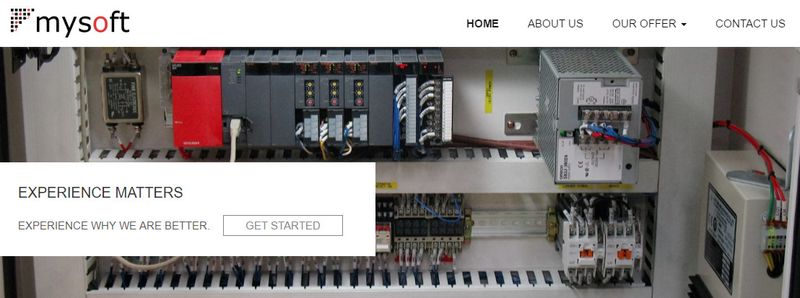 mysoft
HOME
ABOUT US
OUR OFFER
CONTACT US
EXPERIENCE MATTERS
EXPERIENCE WHY WE ARE BETTER.
GET STARTED